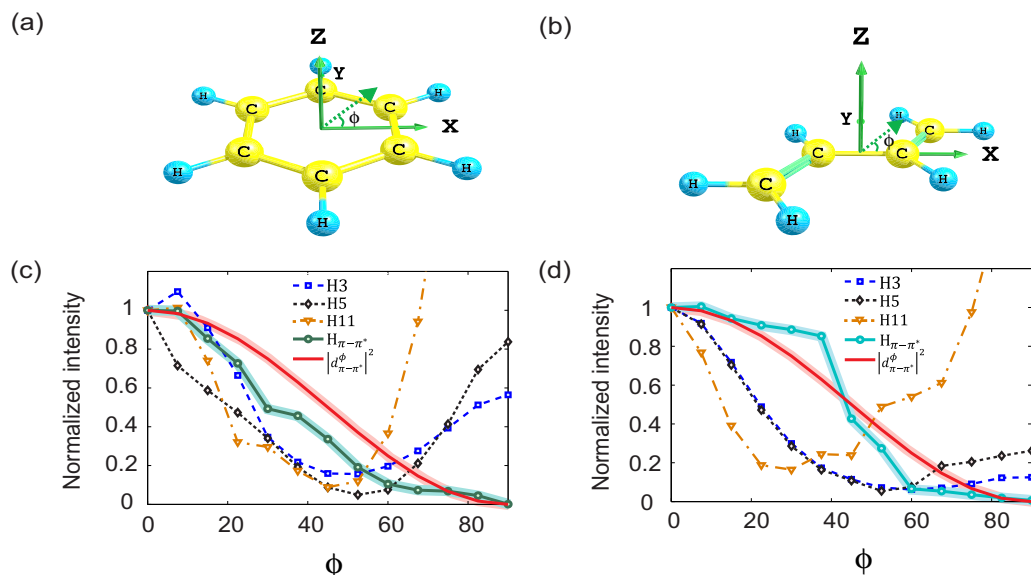 (a)
Z
Y
X
ϕ
C
C
C
C
C
C
H
H
H
H
H
(b)
Z
Y
X
ϕ
C
C
C
C
H
H
H
H
H
H
(c)
Normalized intensity
1
0.8
0.6
0.4
0.2
0
0 20 40 60 80
ϕ
H3
H5
H11
Hπ−π*
|dϕπ−π*|2
(d)
Normalized intensity
1
0.8
0.6
0.4
0.2
0
0 20 40 60 80
ϕ
H3
H5
H11
Hπ−π*
|dϕπ−π*|2